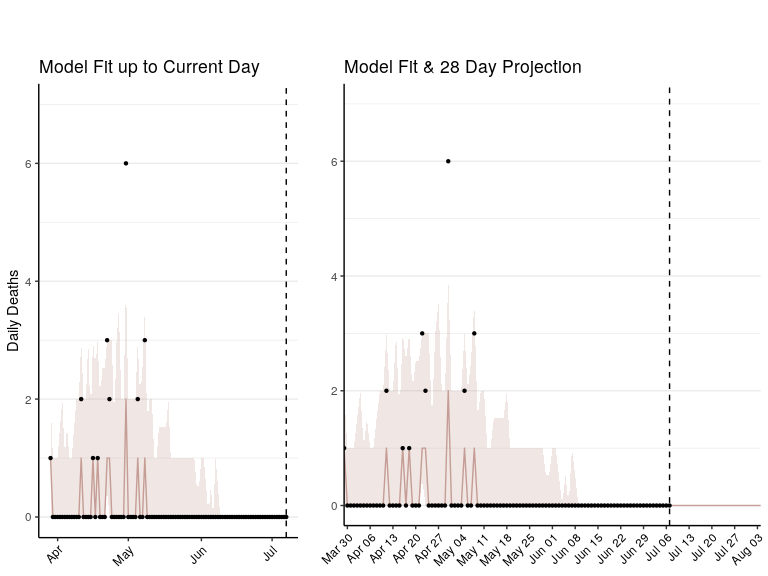 Model Fit up to Current Day
Daily Deaths
6
4
2
0
Apr
May
Jun
Jul
Model Fit & 28 Day Projection
6
4
2
0
Mar 30
Apr 06
Apr 13
Apr 20
Apr 27
May 04
May 11
May 18
May 25
Jun 01
Jun 08
Jun 15
Jun 22
Jun 29
Jul 06
Jul 13
Jul 20
Jul 27
Aug 03